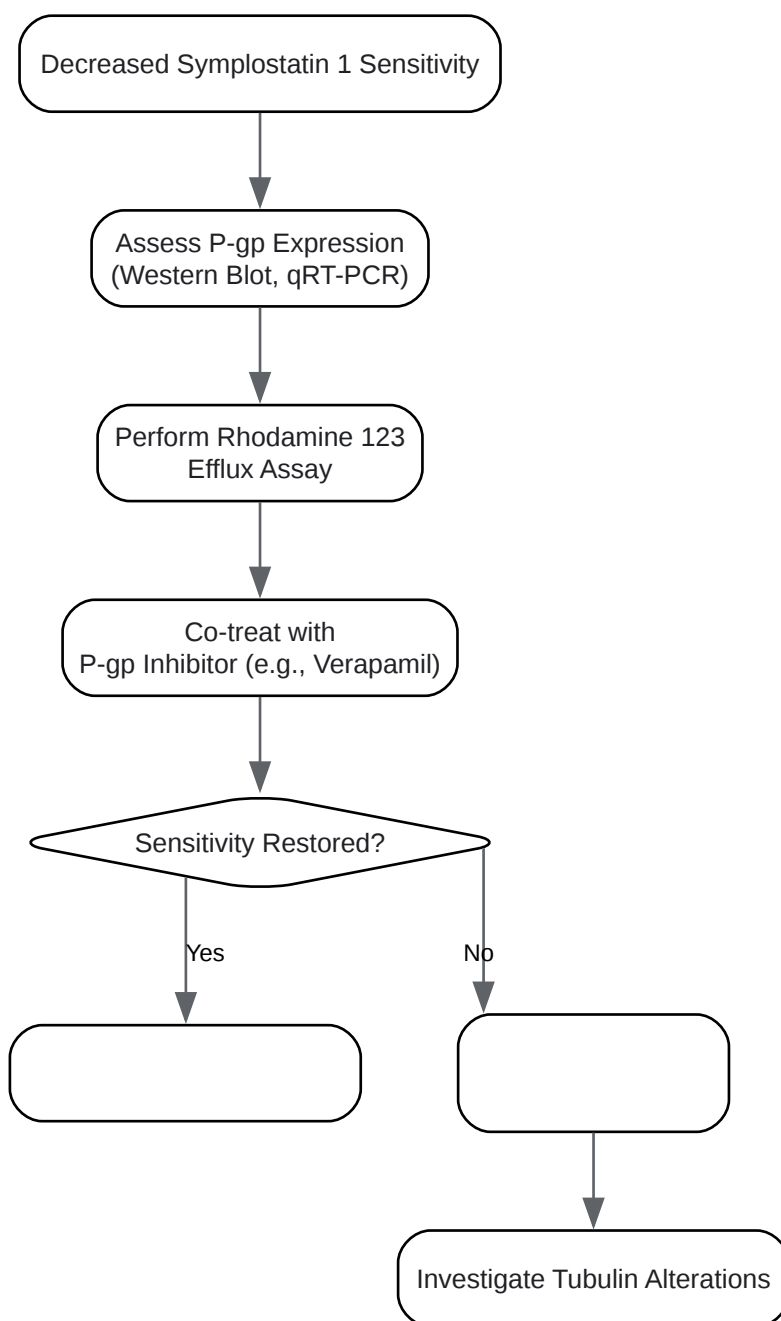 Decreased Symplostatin 1 Sensitivity
Assess P-gp Expression
(Western Blot, qRT-PCR)
Perform Rhodamine 123
Efflux Assay
Co-treat with
P-gp Inhibitor (e.g., Verapamil)
Sensitivity Restored?
Yes
No
Investigate Tubulin Alterations